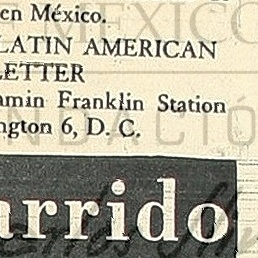 en México.
LATIN AMERICAN
LETTER
amin Franklin Station
ngton 6, D. C.
arrido